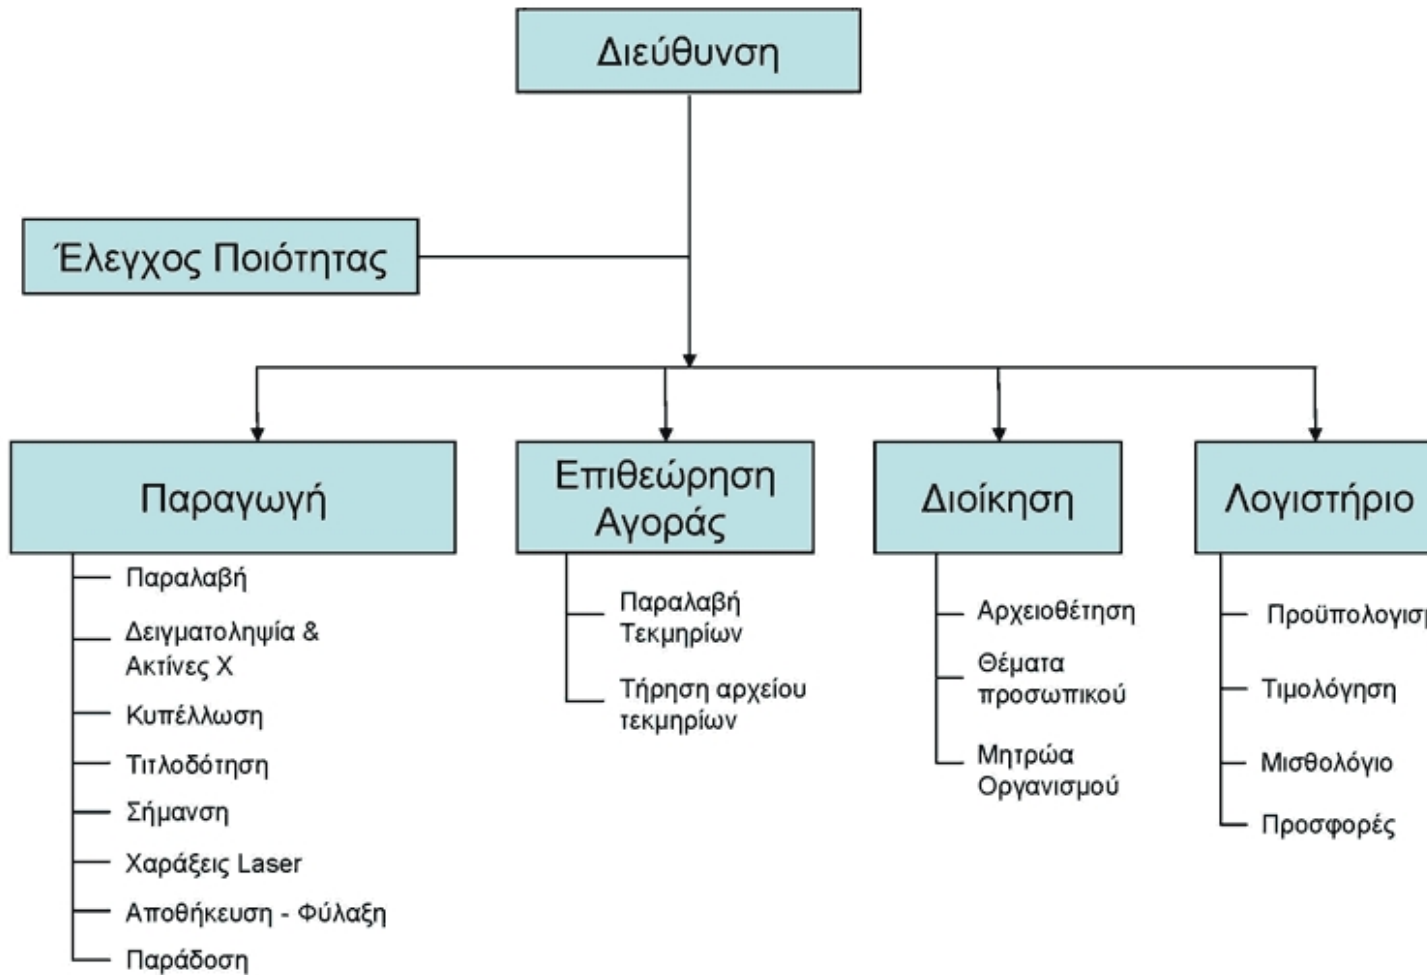 Διεύθυνση
Έλεγχος Ποιότητας
Παραγωγή
Παραλαβή
Δειγματοληψία &
Ακτίνες Χ
Κυπέλλωση
Τιτλοδότηση
Σήμανση
Χαράξεις Laser
Αποθήκευση - Φύλαξη
Παράδοση
Επιθεώρηση
Αγοράς
Παραλαβή
Τεκμηρίων
Τήρηση αρχείου
τεκμηρίων
Διοίκηση
Αρχειοθέτηση
Θέματα
προσωπικού
Μητρώα
Οργανισμού
Λογιστήριο
Τιμολόγηση
Μισθολόγιο
Προσφορές